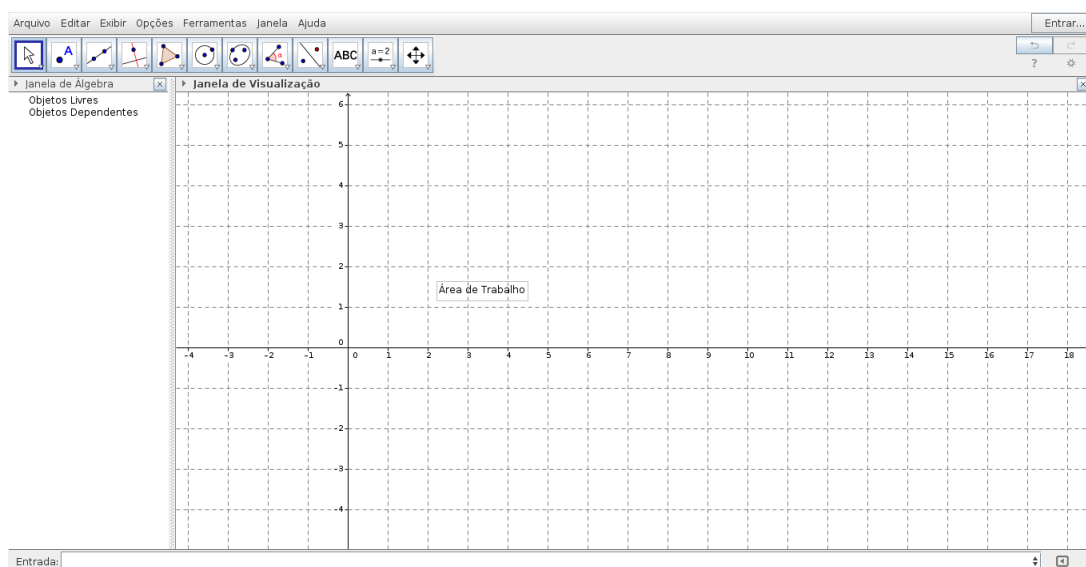 Arquivo Editar Exibir Opções Ferramentas Janela Ajuda Entrar...
A α ABC a=2
?
Janela de Álgebra Janela de Visualização
Objetos Livres
Objetos Dependentes
6
5
4
3
2
Área de Trabalho
1
0
-4 -3 -2 -1 0 1 2 3 4 5 6 7 8 9 10 11 12 13 14 15 16 17 18
-1
-2
-3
-4
Entrada: